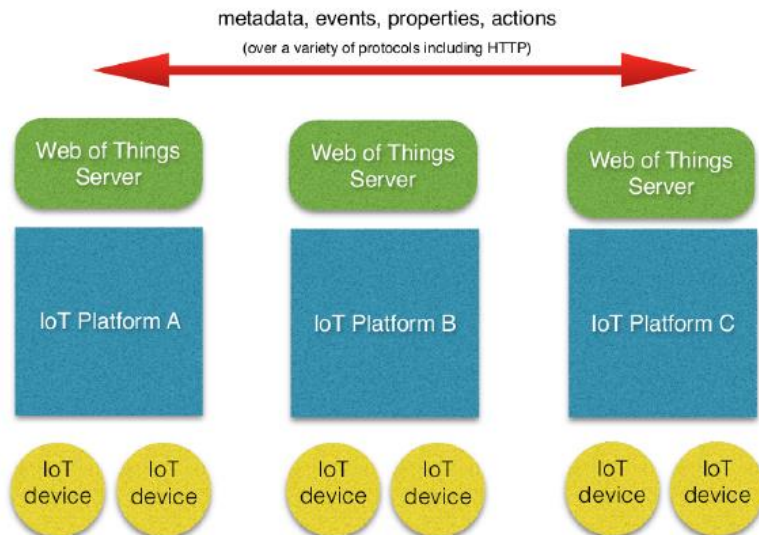 metadata, events, properties, actions
(over a variety of protocols including HTTP)
Web of Things
Server
Web of Things
Server
Web of Things
Server
IoT Platform A
IoT Platform B
IoT Platform C
IoT
device
IoT
device
IoT
device
IoT
device
IoT
device
IoT
device